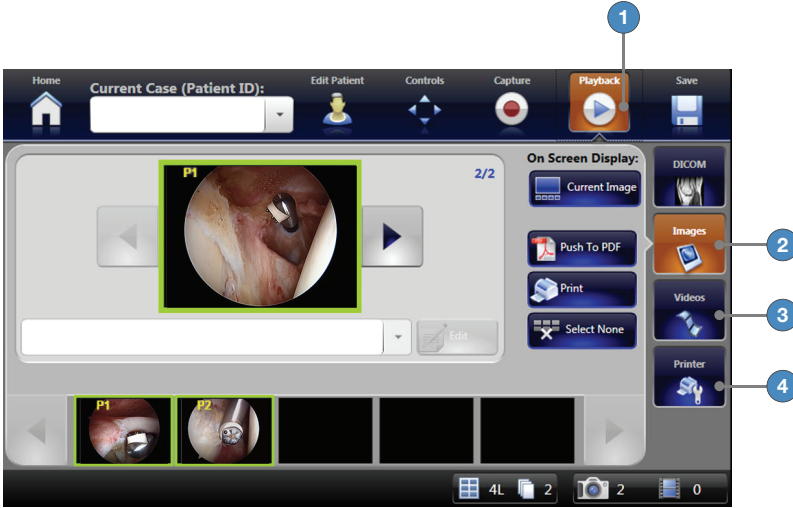 1
Home
Current Case (Patient ID):
Edit Patient
Controls
Capture
Playback
Save
P1
2/2
On Screen Display:
Current Image
DICOM
Push To PDF
Images
2
Print
Select None
Videos
3
Edit
Printer
4
P1
P2
4L
2
2
0